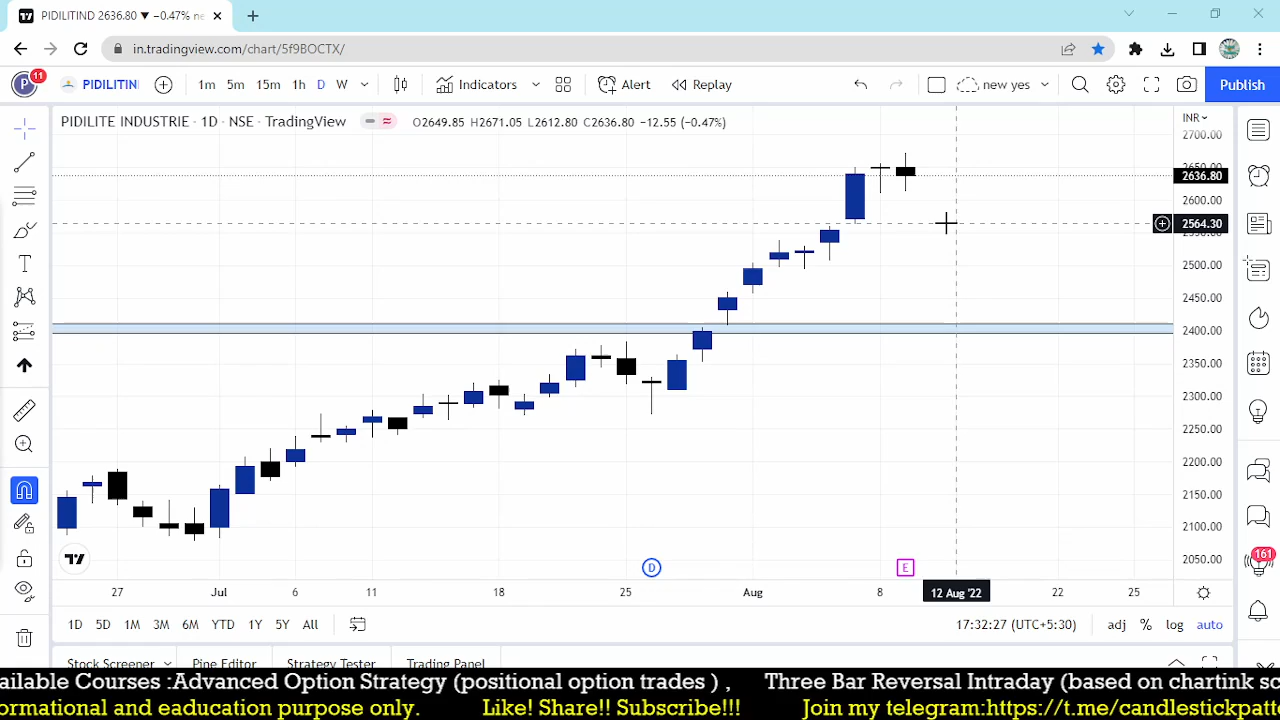 PIDILITIND 2636.80 ▼ −0.47% ne
in.tradingview.com/chart/5f9BOCTX/
P 11 PIDILITIN 1m 5m 15m 1h D W Indicators Alert Replay new yes Publish
PIDILITE INDUSTRIE · 1D · NSE · TradingView O2649.85 H2671.05 L2612.80 C2636.80 −12.55 (−0.47%)
INR
2700.00
2650.00
2636.80
2600.00
2564.30
2550.00
2500.00
2450.00
2400.00
2350.00
2300.00
2250.00
2200.00
2150.00
2100.00
2050.00
161
D E
27 Jul 6 11 18 25 Aug 8 12 Aug '22 22 25
1D 5D 1M 3M 6M YTD 1Y 5Y All 17:32:27 (UTC+5:30) adj % log auto
Stock Screener Pine Editor Strategy Tester Trading Panel
ailable Courses :Advanced Option Strategy (positional option trades ) , Three Bar Reversal Intraday (based on chartink sc
formational and eaducation purpose only. Like! Share!! Subscribe!!! Join my telegram:https://t.me/candlestickpatte